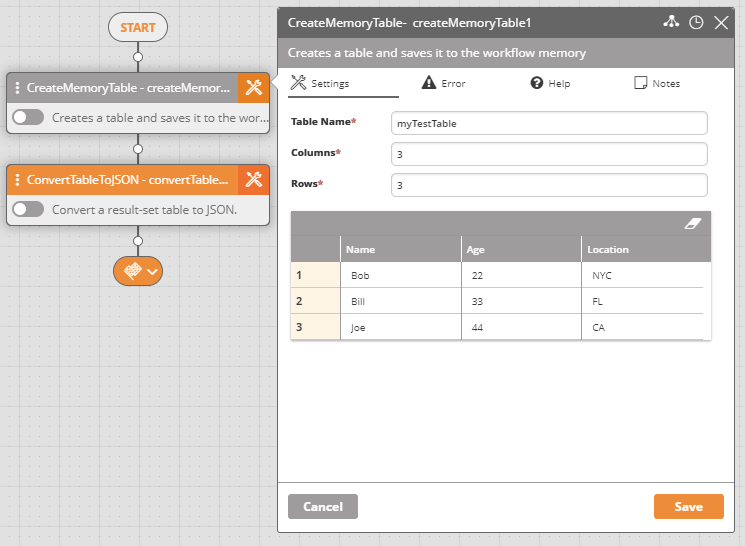 START
CreateMemoryTable - createMemor...
Creates a table and saves it to the wor...
ConvertTableToJSON - convertTable...
Convert a result-set table to JSON.
CreateMemoryTable- createMemoryTable1
Creates a table and saves it to the workflow memory
Settings Error Help Notes
Table Name* myTestTable
Columns* 3
Rows* 3
Name Age Location
1 Bob 22 NYC
2 Bill 33 FL
3 Joe 44 CA
Cancel Save